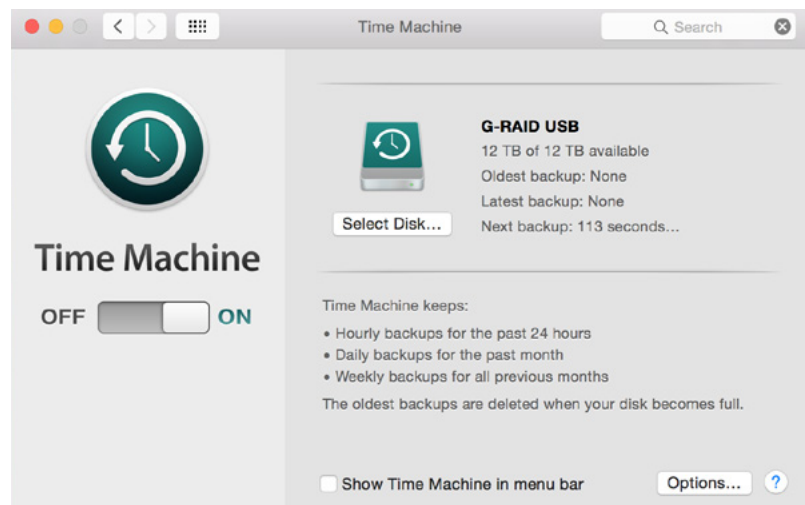 Time Machine
Search
Time Machine
OFF
ON
Select Disk...
G-RAID USB
12 TB of 12 TB available
Oldest backup: None
Latest backup: None
Next backup: 113 seconds...
Time Machine keeps:
• Hourly backups for the past 24 hours
• Daily backups for the past month
• Weekly backups for all previous months
The oldest backups are deleted when your disk becomes full.
Show Time Machine in menu bar
Options...
?